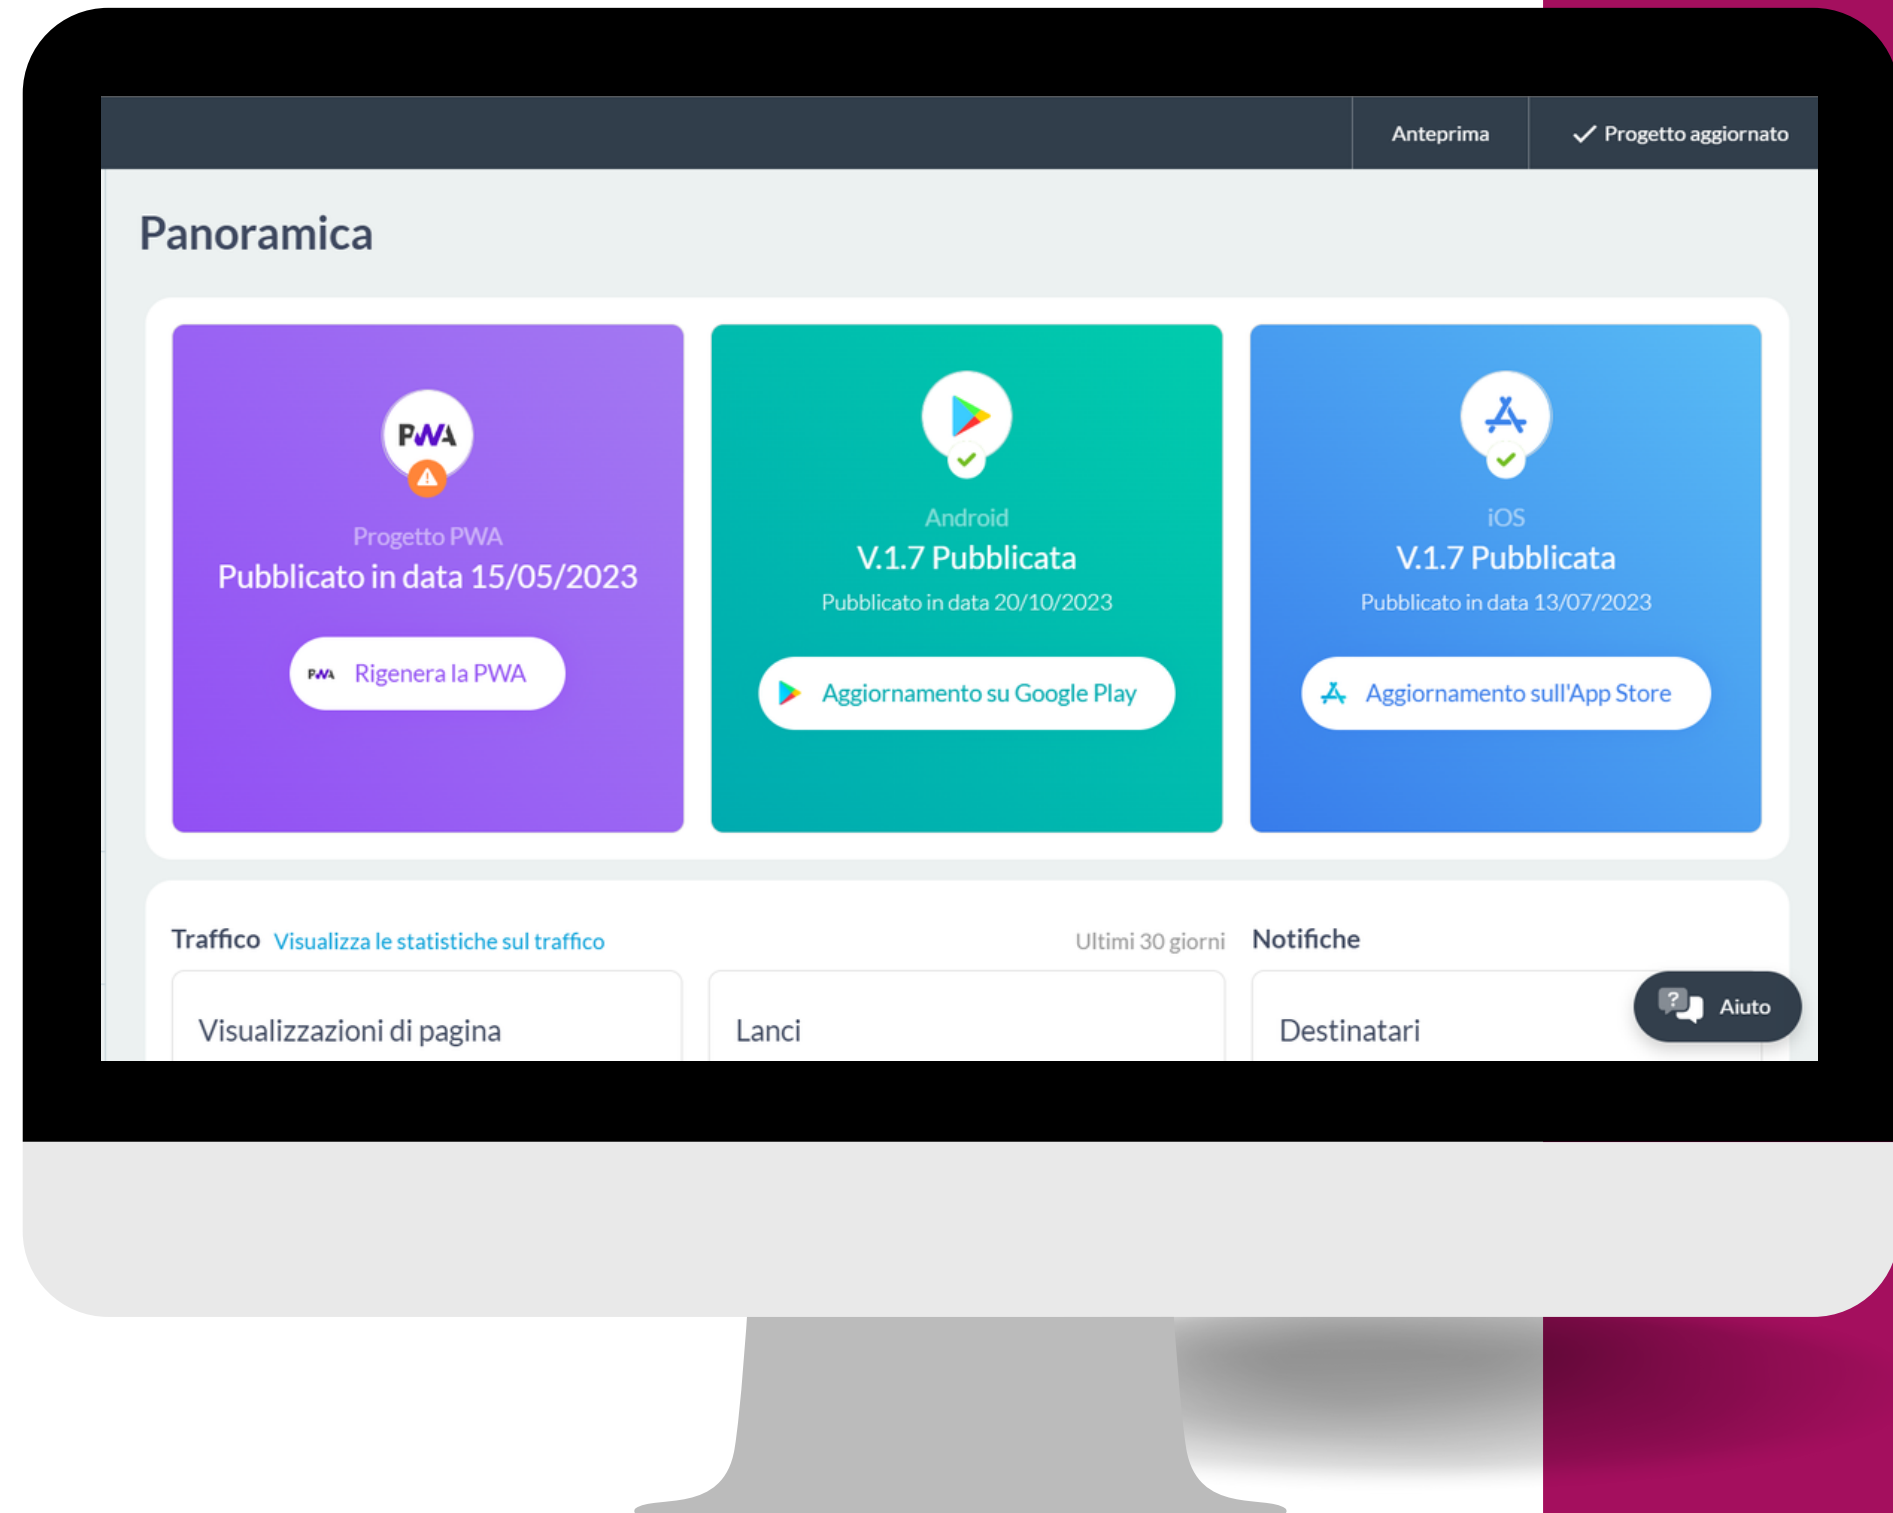 Anteprima
Progetto aggiornato
Panoramica
PWA
Progetto PWA
Pubblicato in data 15/05/2023
PWA Rigenera la PWA
Android
V.1.7 Pubblicata
Pubblicato in data 20/10/2023
Aggiornamento su Google Play
iOS
V.1.7 Pubblicata
Pubblicato in data 13/07/2023
Aggiornamento sull'App Store
Traffico Visualizza le statistiche sul traffico
Ultimi 30 giorni
Notifiche
Visualizzazioni di pagina
Lanci
Destinatari
? Aiuto